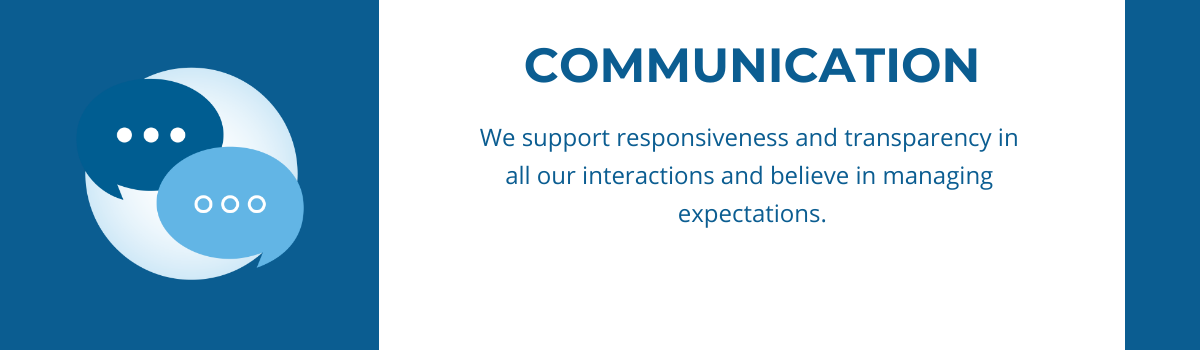 COMMUNICATION
We support responsiveness and transparency in
all our interactions and believe in managing
expectations.